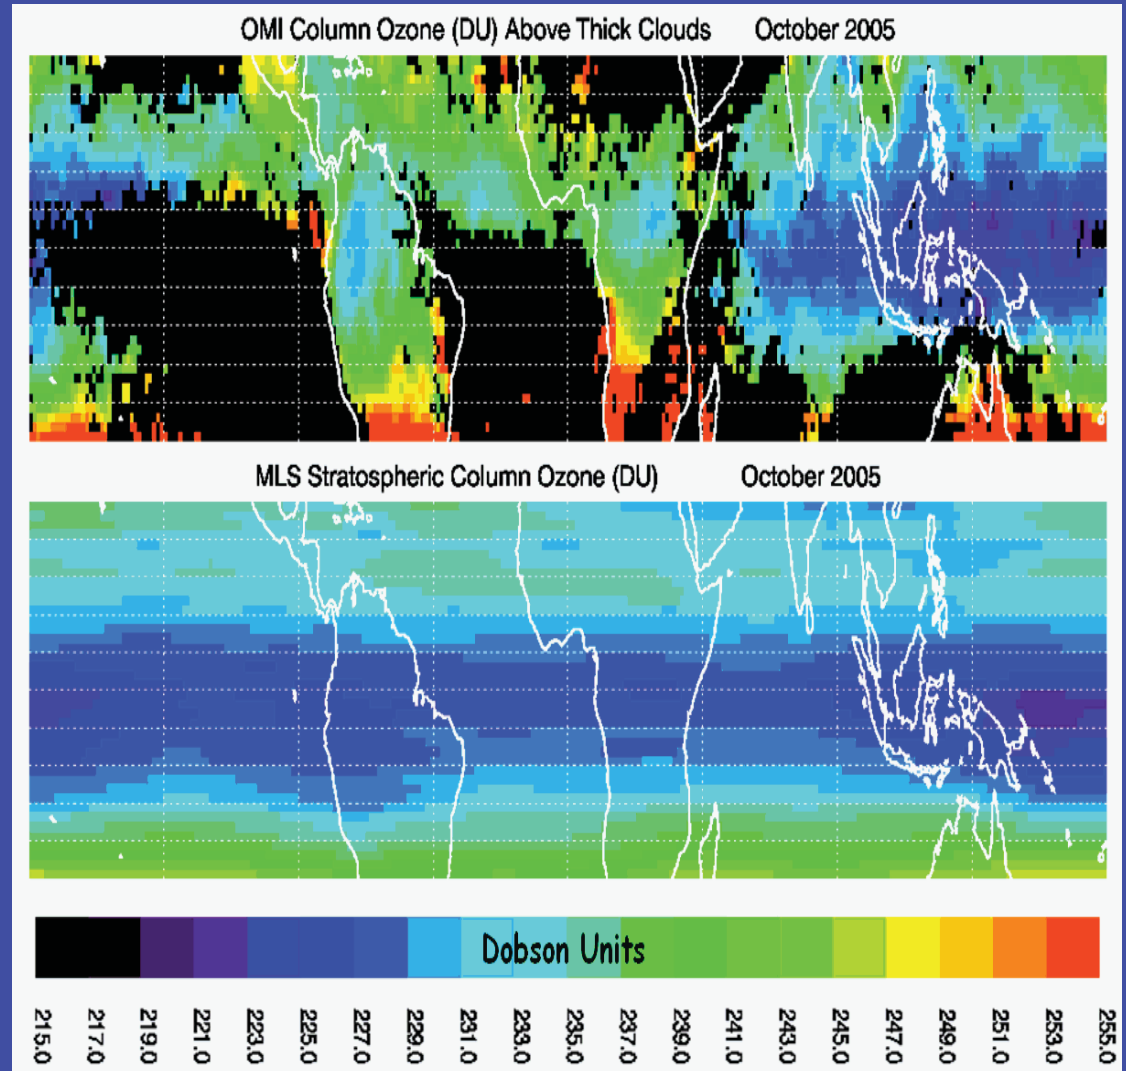 OMI Column Ozone (DU) Above Thick Clouds October 2005
MLS Stratospheric Column Ozone (DU) October 2005
Dobson Units
215.0 217.0 219.0 221.0 223.0 225.0 227.0 229.0 231.0 233.0 235.0 237.0 239.0 241.0 243.0 245.0 247.0 249.0 251.0 253.0 255.0